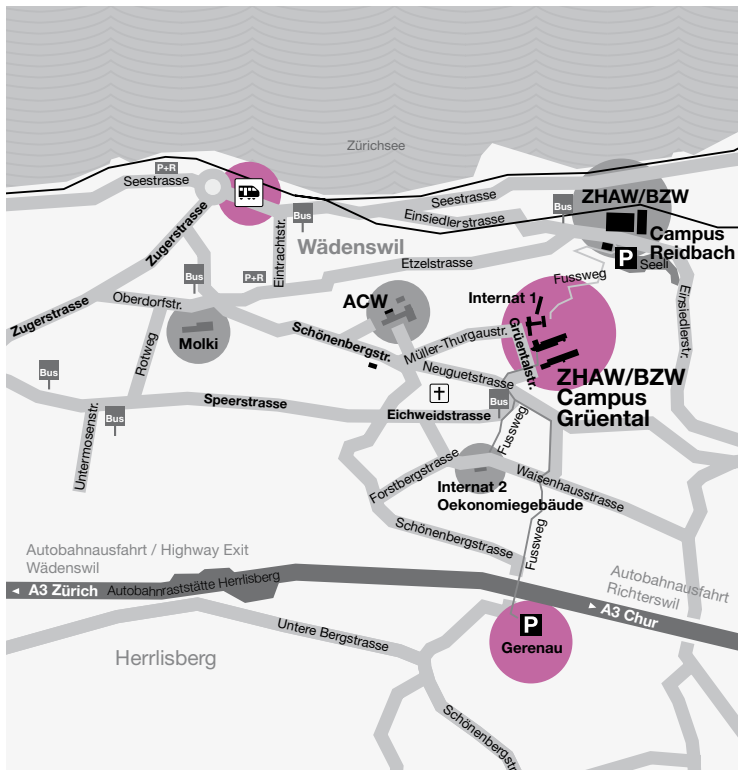 Zürichsee
P+R
Seestrasse
Seestrasse
Bus
Einsiedlerstrasse
Bus
ZHAW/BZW
Campus
Reidbach
P
Seeli
Zugerstrasse
Eintrachtstr.
Wädenswil
Etzelstrasse
Fussweg
Einsiedlerstr.
Bus
P+R
Zugerstrasse
Oberdorfstr.
ACW
Internat 1
Molki
Rotweg
Schönenbergstr.
Müller-Thurgaustr.
Grüentalstr.
Neuguetstrasse
ZHAW/BZW
Campus
Grüental
Bus
Bus
Untermosenstr.
Speerstrasse
Eichweidstrasse
Bus
Fussweg
Forstbergstrasse
Internat 2
Oekonomiegebäude
Waisenhausstrasse
Schönenbergstrasse
Fussweg
Autobahnausfahrt / Highway Exit
Wädenswil
A3 Zürich
Autobahnraststätte Herrlisberg
Autobahnausfahrt
Richterswil
A3 Chur
P
Gerenau
Untere Bergstrasse
Herrlisberg
Schönenbergstr.